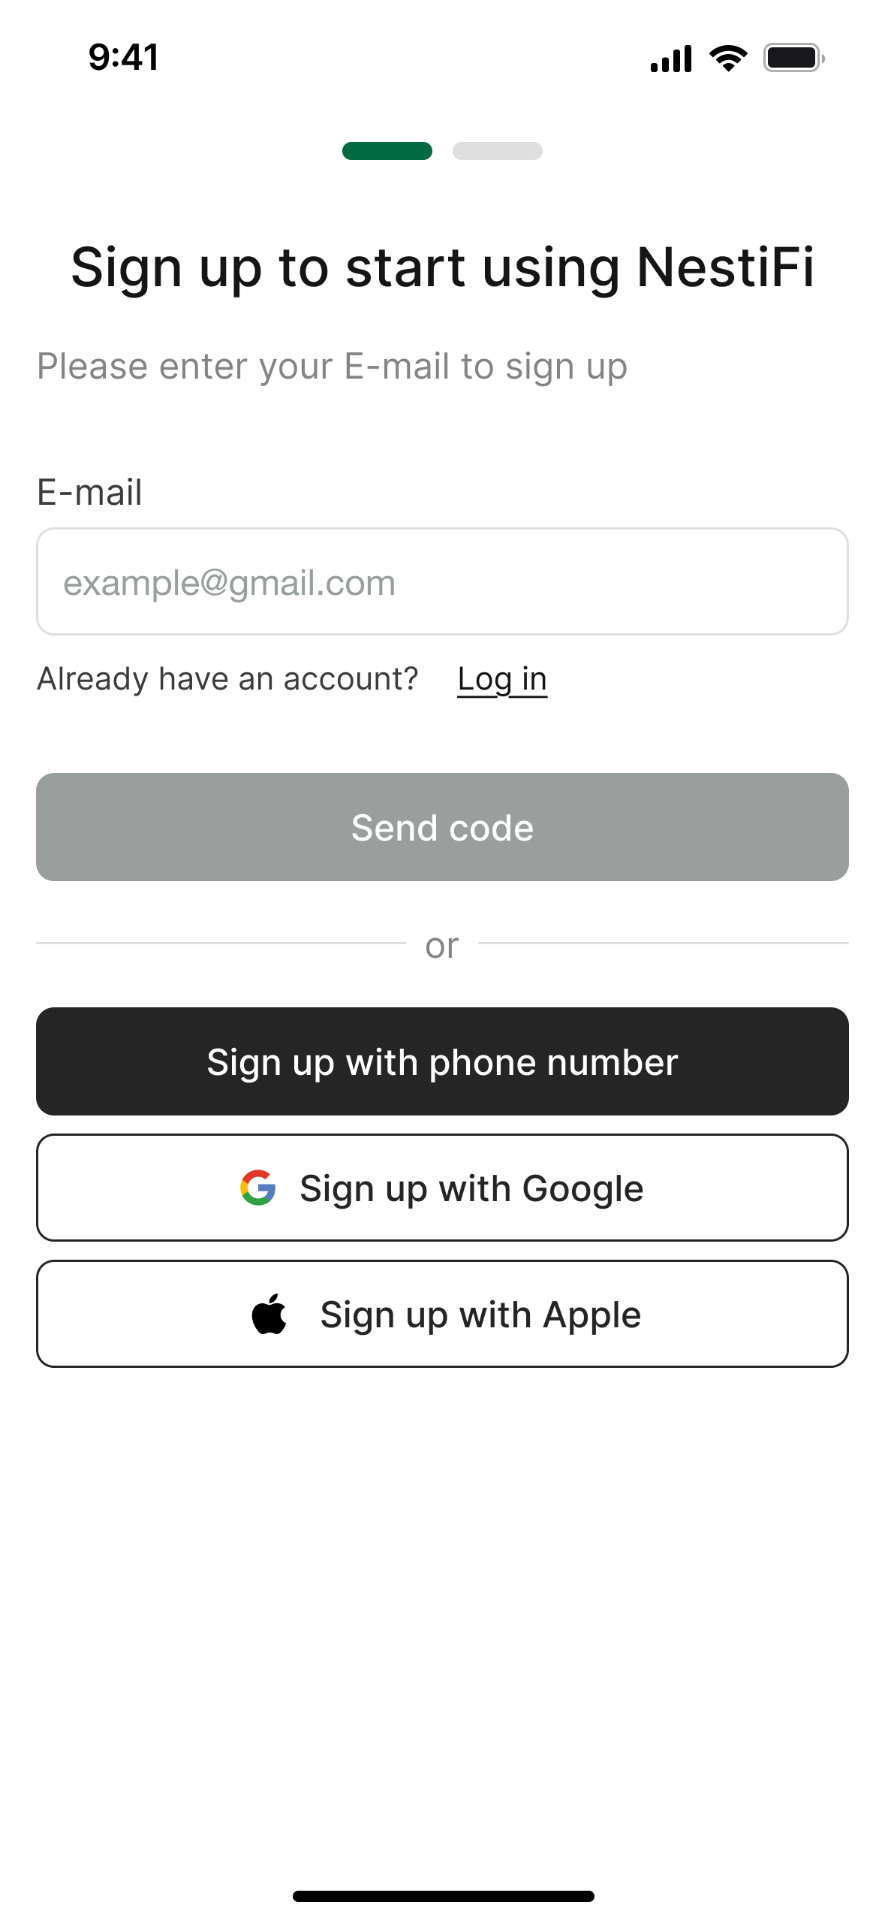 9:41
Sign up to start using NestiFi
Please enter your E-mail to sign up
E-mail
example@gmail.com
Already have an account? Log in
Send code
or
Sign up with phone number
Sign up with Google
Sign up with Apple